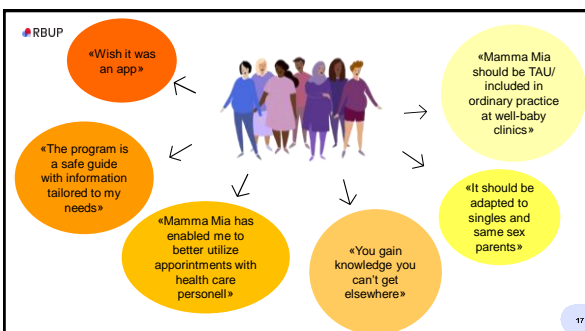 RBUP
«Wish it was
an app»
«Mamma Mia
should be TAU/
included in
ordinary practice
at well-baby
clinics»
«The program is
a safe guide
with information
tailored to my
needs»
«It should be
adapted to
singles and
same sex
parents»
«Mamma Mia has
enabled me to
better utilize
apporintments with
health care
personell»
«You gain
knowledge you
can't get
elsewhere»
17